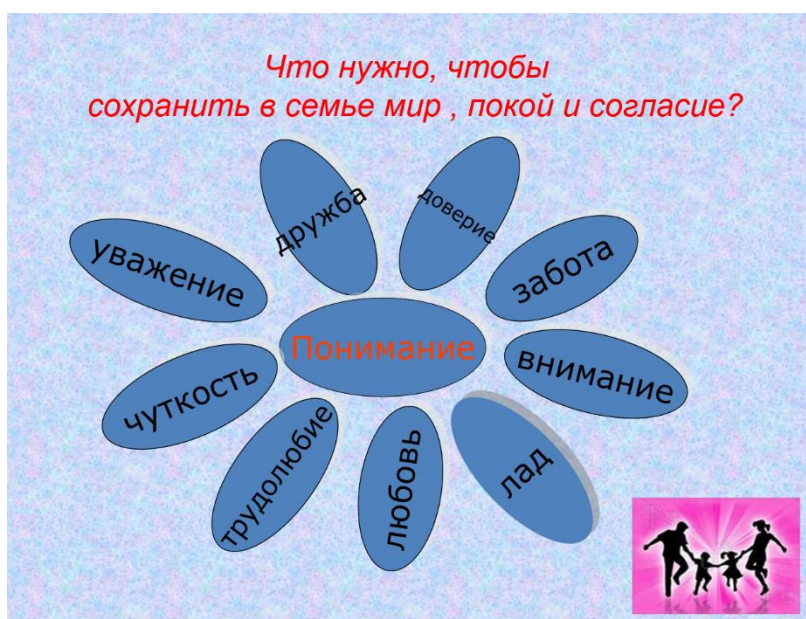 Что нужно, чтобы
сохранить в семье мир , покой и согласие?
дружба
доверие
уважение
забота
Понимание
внимание
чуткость
трудолюбие
любовь
лад